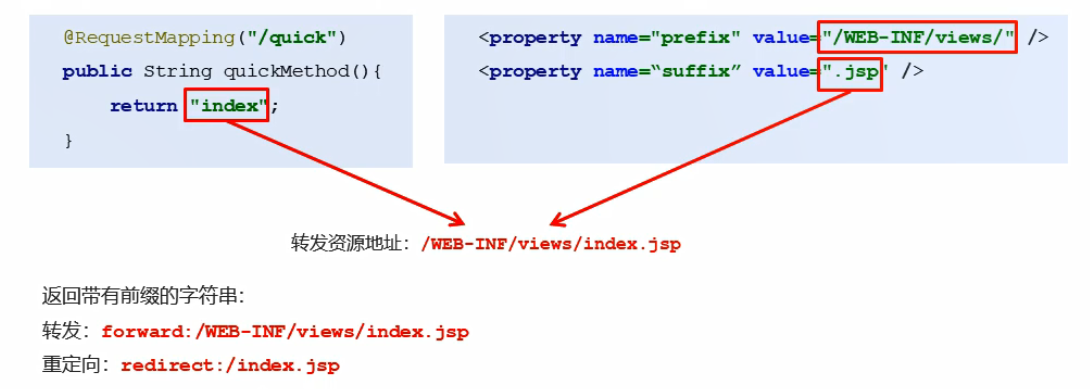 @RequestMapping("/quick")
public String quickMethod(){
return "index";
}
<property name="prefix" value="/WEB-INF/views/" />
<property name=“suffix” value=".jsp" />
转发资源地址：/WEB-INF/views/index.jsp
返回带有前缀的字符串：
转发：forward:/WEB-INF/views/index.jsp
重定向：redirect:/index.jsp